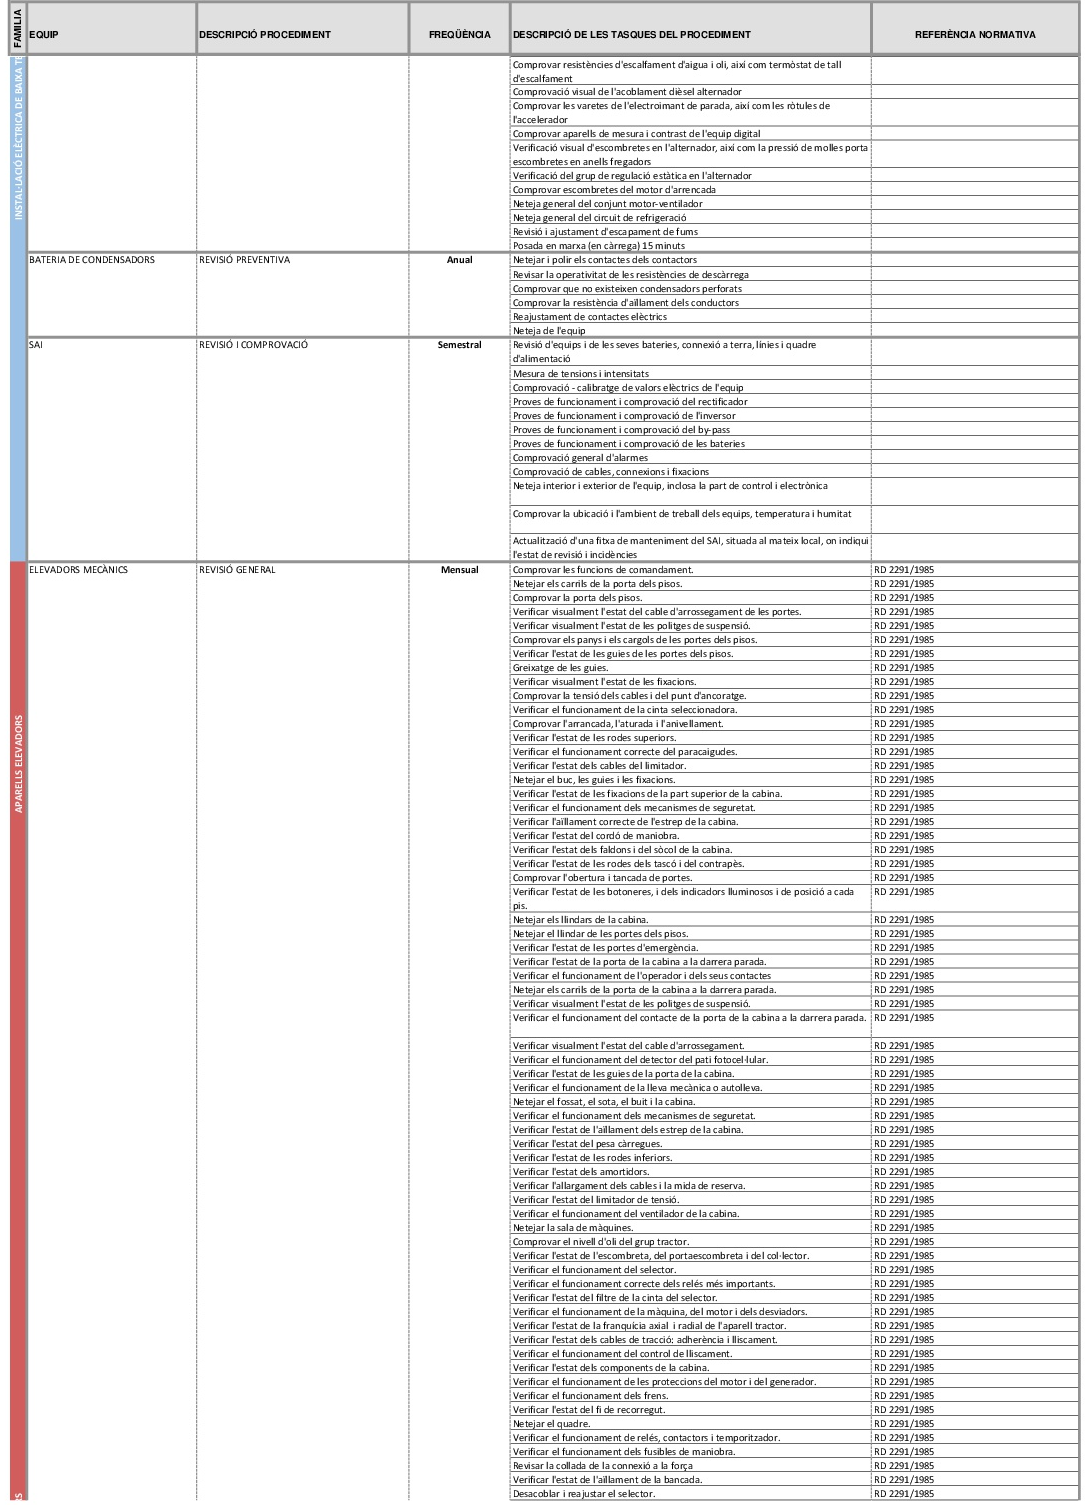 FAMILIA EQUIP DESCRIPCIÓ PROCEDIMENT FREQÜÈNCIA DESCRIPCIÓ DE LES TASQUES DEL PROCEDIMENT REFERÈNCIA NORMATIVA
INSTAL·LACIÓ ELÈCTRICA DE BAIXA TE
Comprovar resistències d'escalfament d'aigua i oli, així com termòstat de tall
d'escalfament
Comprovació visual de l'acoblament dièsel alternador
Comprovar les varetes de l'electroimant de parada, així com les ròtules de
l'accelerador
Comprovar aparells de mesura i contrast de l'equip digital
Verificació visual d'escombretes en l'alternador, així com la pressió de molles porta
escombretes en anells fregadors
Verificació del grup de regulació estàtica en l'alternador
Comprovar escombretes del motor d'arrencada
Neteja general del conjunt motor-ventilador
Neteja general del circuit de refrigeració
Revisió i ajustament d'escapament de fums
Posada en marxa (en càrrega) 15 minuts
BATERIA DE CONDENSADORS REVISIÓ PREVENTIVA Anual Netejar i polir els contactes dels contactors
Revisar la operativitat de les resistències de descàrrega
Comprovar que no existeixen condensadors perforats
Comprovar la resistència d'aïllament dels conductors
Reajustament de contactes elèctrics
Neteja de l'equip
SAI REVISIÓ I COMPROVACIÓ Semestral Revisió d'equips i de les seves bateries, connexió a terra, línies i quadre
d'alimentació
Mesura de tensions i intensitats
Comprovació - calibratge de valors elèctrics de l'equip
Proves de funcionament i comprovació del rectificador
Proves de funcionament i comprovació de l'inversor
Proves de funcionament i comprovació del by-pass
Proves de funcionament i comprovació de les bateries
Comprovació general d'alarmes
Comprovació de cables, connexions i fixacions
Neteja interior i exterior de l'equip, inclosa la part de control i electrònica
Comprovar la ubicació i l'ambient de treball dels equips, temperatura i humitat
Actualització d'una fitxa de manteniment del SAI, situada al mateix local, on indiqui
l'estat de revisió i incidències
APARELLS ELEVADORS
ELEVADORS MECÀNICS REVISIÓ GENERAL Mensual Comprovar les funcions de comandament. RD 2291/1985
Netejar els carrils de la porta dels pisos. RD 2291/1985
Comprovar la porta dels pisos. RD 2291/1985
Verificar visualment l'estat del cable d'arrossegament de les portes. RD 2291/1985
Verificar visualment l'estat de les politges de suspensió. RD 2291/1985
Comprovar els panys i els cargols de les portes dels pisos. RD 2291/1985
Verificar l'estat de les guies de les portes dels pisos. RD 2291/1985
Greixatge de les guies. RD 2291/1985
Verificar visualment l'estat de les fixacions. RD 2291/1985
Comprovar la tensió dels cables i del punt d'ancoratge. RD 2291/1985
Verificar el funcionament de la cinta seleccionadora. RD 2291/1985
Comprovar l'arrancada, l'aturada i l'anivellament. RD 2291/1985
Verificar l'estat de les rodes superiors. RD 2291/1985
Verificar el funcionament correcte del paracaigudes. RD 2291/1985
Verificar l'estat dels cables del limitador. RD 2291/1985
Netejar el buc, les guies i les fixacions. RD 2291/1985
Verificar l'estat de les fixacions de la part superior de la cabina. RD 2291/1985
Verificar el funcionament dels mecanismes de seguretat. RD 2291/1985
Verificar l'aïllament correcte de l'estrep de la cabina. RD 2291/1985
Verificar l'estat del cordó de maniobra. RD 2291/1985
Verificar l'estat dels faldons i del sòcol de la cabina. RD 2291/1985
Verificar l'estat de les rodes dels tascó i del contrapès. RD 2291/1985
Comprovar l'obertura i tancada de portes. RD 2291/1985
Verificar l'estat de les botoneres, i dels indicadors lluminosos i de posició a cada RD 2291/1985
pis.
Netejar els llindars de la cabina. RD 2291/1985
Netejar el llindar de les portes dels pisos. RD 2291/1985
Verificar l'estat de les portes d'emergència. RD 2291/1985
Verificar l'estat de la porta de la cabina a la darrera parada. RD 2291/1985
Verificar el funcionament de l'operador i dels seus contactes RD 2291/1985
Netejar els carrils de la porta de la cabina a la darrera parada. RD 2291/1985
Verificar visualment l'estat de les politges de suspensió. RD 2291/1985
Verificar el funcionament del contacte de la porta de la cabina a la darrera parada. RD 2291/1985
Verificar visualment l'estat del cable d'arrossegament. RD 2291/1985
Verificar el funcionament del detector del pati fotocel·lular. RD 2291/1985
Verificar l'estat de les guies de la porta de la cabina. RD 2291/1985
Verificar el funcionament de la lleva mecànica o autolleva. RD 2291/1985
Netejar el fossat, el sota, el buit i la cabina. RD 2291/1985
Verificar el funcionament dels mecanismes de seguretat. RD 2291/1985
Verificar l'estat de l'aïllament dels estrep de la cabina. RD 2291/1985
Verificar l'estat del pesa càrregues. RD 2291/1985
Verificar l'estat de les rodes inferiors. RD 2291/1985
Verificar l'estat dels amortidors. RD 2291/1985
Verificar l'allargament dels cables i la mida de reserva. RD 2291/1985
Verificar l'estat del limitador de tensió. RD 2291/1985
Verificar el funcionament del ventilador de la cabina. RD 2291/1985
Netejar la sala de màquines. RD 2291/1985
Comprovar el nivell d'oli del grup tractor. RD 2291/1985
Verificar l'estat de l'escombreta, del portaescombreta i del col·lector. RD 2291/1985
Verificar el funcionament del selector. RD 2291/1985
Verificar el funcionament correcte dels relés més importants. RD 2291/1985
Verificar l'estat del filtre de la cinta del selector. RD 2291/1985
Verificar el funcionament de la màquina, del motor i dels desviadors. RD 2291/1985
Verificar l'estat de la franquícia axial i radial de l'aparell tractor. RD 2291/1985
Verificar l'estat dels cables de tracció: adherència i lliscament. RD 2291/1985
Verificar el funcionament del control de lliscament. RD 2291/1985
Verificar l'estat dels components de la cabina. RD 2291/1985
Verificar el funcionament de les proteccions del motor i del generador. RD 2291/1985
Verificar el funcionament dels frens. RD 2291/1985
Verificar l'estat del fi de recorregut. RD 2291/1985
Netejar el quadre. RD 2291/1985
Verificar el funcionament de relés, contactors i temporitzador. RD 2291/1985
Verificar el funcionament dels fusibles de maniobra. RD 2291/1985
Revisar la collada de la connexió a la força RD 2291/1985
Verificar l'estat de l'aïllament de la bancada. RD 2291/1985
Desacoblar i reajustar el selector. RD 2291/1985
RS